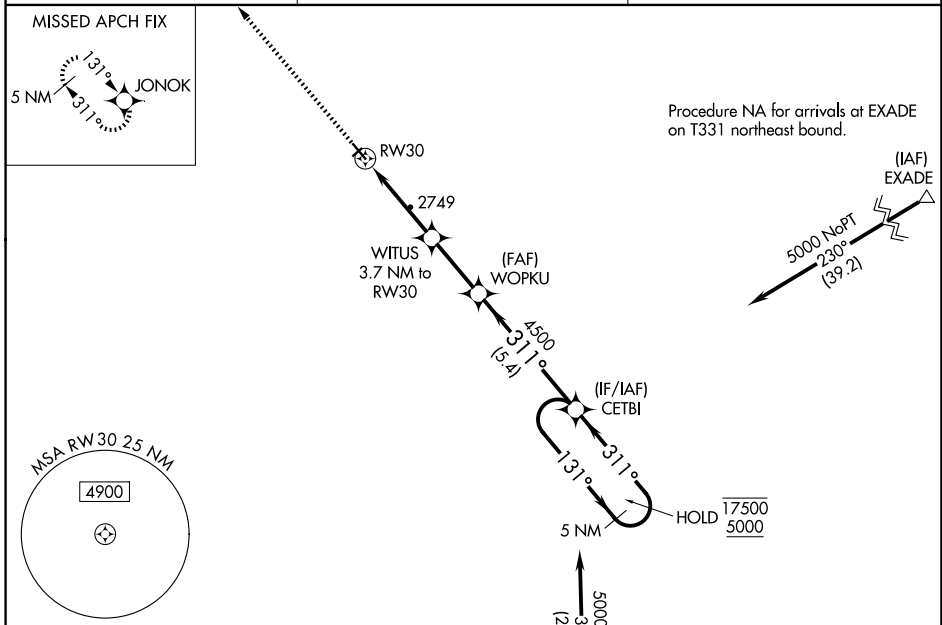 MISSED APCH FIX
131°
JONOK
5 NM
311°
RW30
Procedure NA for arrivals at EXADE
on T331 northeast bound.
(IAF)
EXADE
2749
5000 NoPT
230°
(39.2)
WITUS
3.7 NM to
RW30
(FAF)
WOPKU
4500
311°
(5.4)
(IF/IAF)
CETBI
MSA RW30 25 NM
4900
131°
311°
HOLD
17500
5000
5 NM